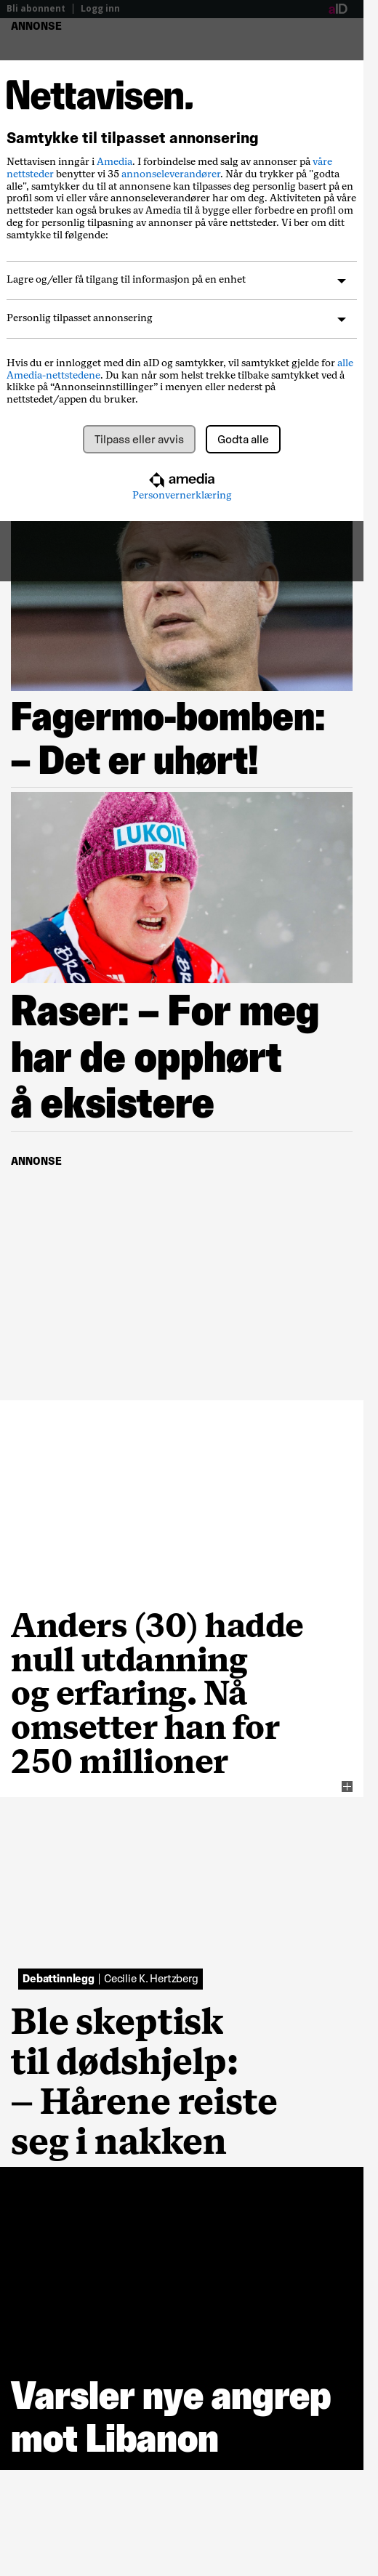 Bli abonnent | Logg inn
aID
ANNONSE
Nettavisen.
Samtykke til tilpasset annonsering
Nettavisen inngår i Amedia. I forbindelse med salg av annonser på våre
nettsteder benytter vi 35 annonseleverandører. Når du trykker på "godta
alle", samtykker du til at annonsene kan tilpasses deg personlig basert på en
profil som vi eller våre annonseleverandører har om deg. Aktiviteten på våre
nettsteder kan også brukes av Amedia til å bygge eller forbedre en profil om
deg for personlig tilpasning av annonser på våre nettsteder. Vi ber om ditt
samtykke til følgende:
Lagre og/eller få tilgang til informasjon på en enhet
Personlig tilpasset annonsering
Hvis du er innlogget med din aID og samtykker, vil samtykket gjelde for alle
Amedia-nettstedene. Du kan når som helst trekke tilbake samtykket ved å
klikke på “Annonseinnstillinger” i menyen eller nederst på
nettstedet/appen du bruker.
Tilpass eller avvis
Godta alle
amedia
Personvernerklæring
Fagermo-bomben:
– Det er uhørt!
LUKOIL
Raser: – For meg
har de opphørt
å eksistere
ANNONSE
Anders (30) hadde
null utdanning
og erfaring. Nå
omsetter han for
250 millioner
Debattinnlegg | Cecilie K. Hertzberg
Ble skeptisk
til dødshjelp:
– Hårene reiste
seg i nakken
Varsler nye angrep
mot Libanon